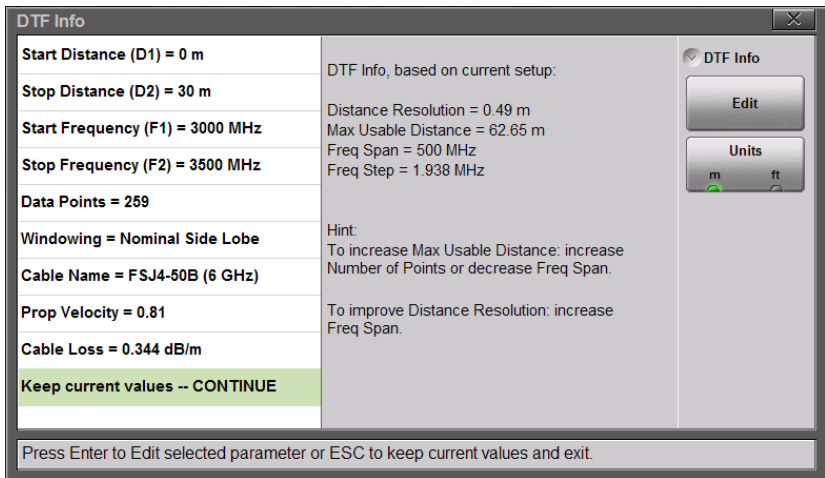 DTF Info
Start Distance (D1) = 0 m
Stop Distance (D2) = 30 m
Start Frequency (F1) = 3000 MHz
Stop Frequency (F2) = 3500 MHz
Data Points = 259
Windowing = Nominal Side Lobe
Cable Name = FSJ4-50B (6 GHz)
Prop Velocity = 0.81
Cable Loss = 0.344 dB/m
Keep current values -- CONTINUE
DTF Info, based on current setup:
Distance Resolution = 0.49 m
Max Usable Distance = 62.65 m
Freq Span = 500 MHz
Freq Step = 1.938 MHz
Hint:
To increase Max Usable Distance: increase
Number of Points or decrease Freq Span.
To improve Distance Resolution: increase
Freq Span.
DTF Info
Edit
Units
m ft
Press Enter to Edit selected parameter or ESC to keep current values and exit.